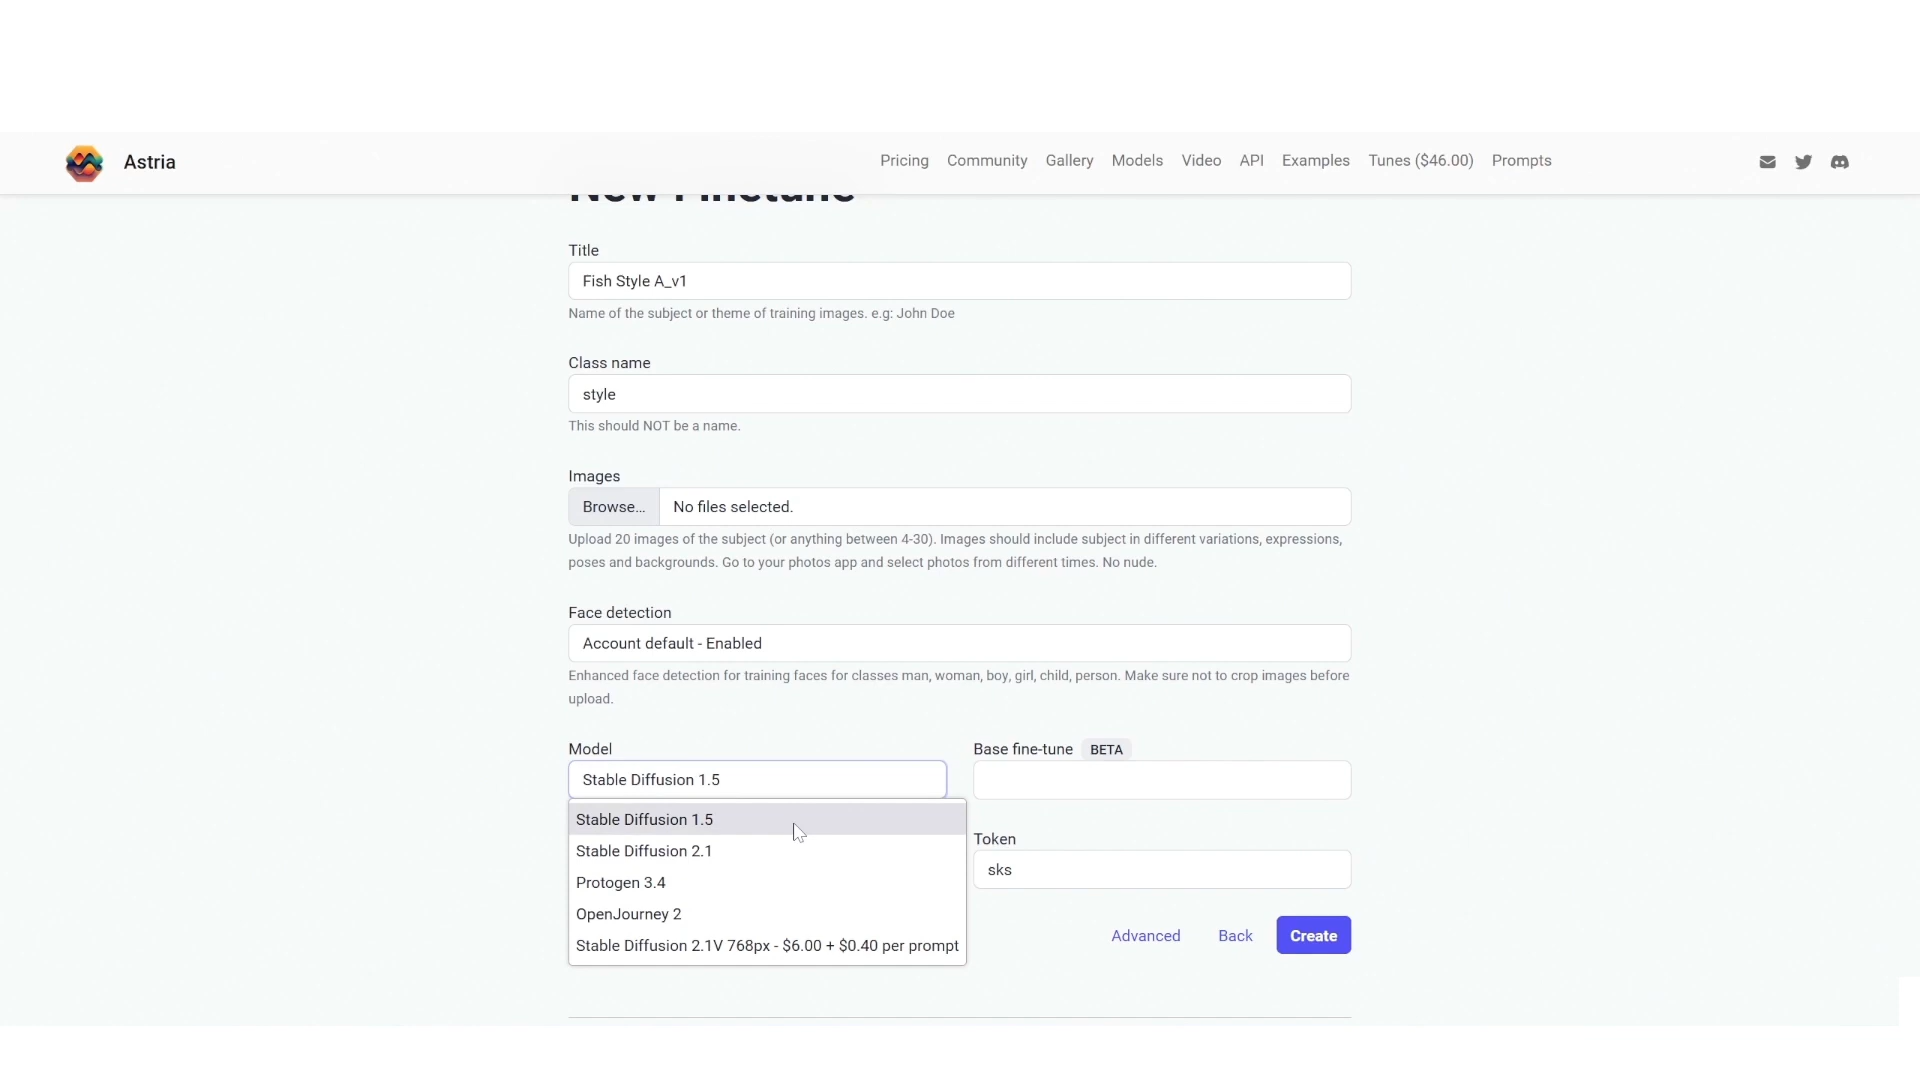 Astria
Pricing Community Gallery Models Video API Examples Tunes ($46.00) Prompts
New Finetune
Title
Fish Style A_v1
Name of the subject or theme of training images. e.g: John Doe
Class name
style
This should NOT be a name.
Images
Browse... No files selected.
Upload 20 images of the subject (or anything between 4-30). Images should include subject in different variations, expressions,
poses and backgrounds. Go to your photos app and select photos from different times. No nude.
Face detection
Account default - Enabled
Enhanced face detection for training faces for classes man, woman, boy, girl, child, person. Make sure not to crop images before
upload.
Model
Base fine-tune BETA
Stable Diffusion 1.5
Stable Diffusion 1.5
Stable Diffusion 2.1
Protogen 3.4
OpenJourney 2
Stable Diffusion 2.1V 768px - $6.00 + $0.40 per prompt
Token
sks
Advanced Back Create